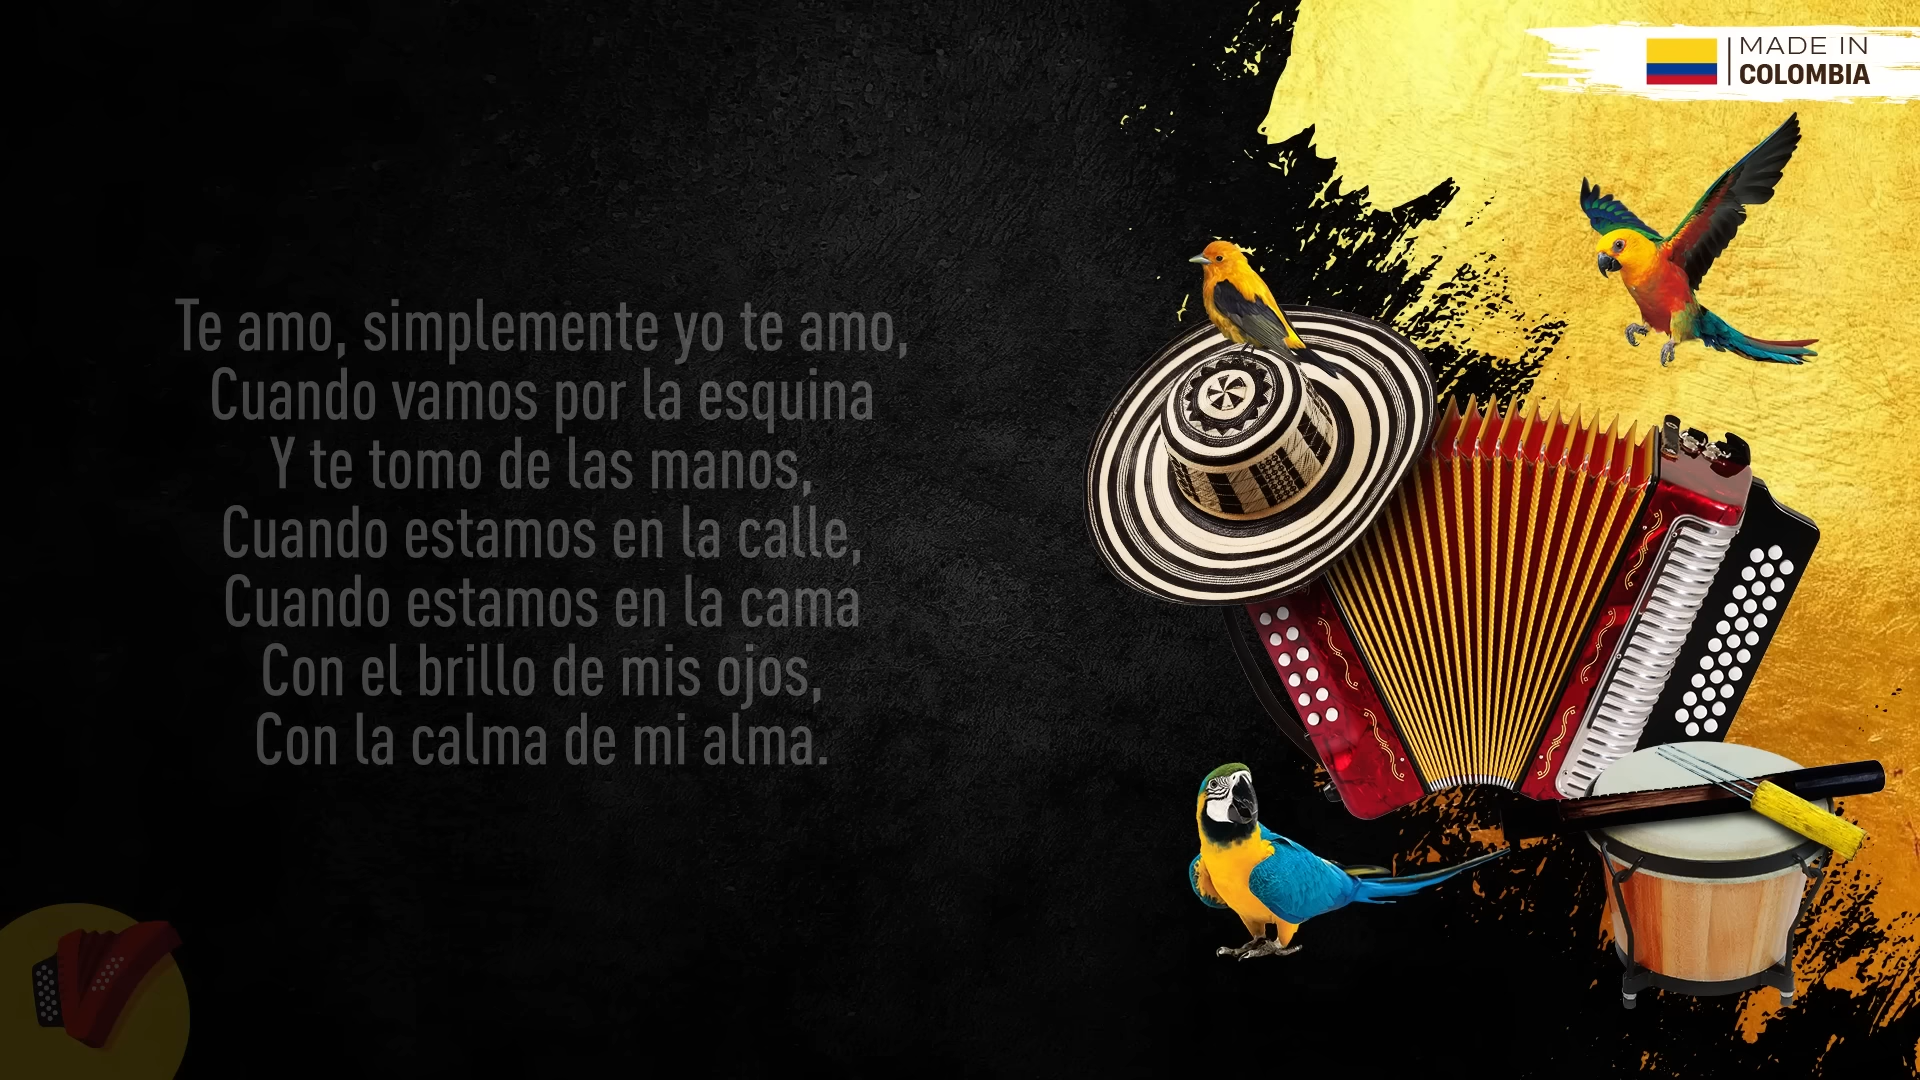 MADE IN
COLOMBIA
Te amo, simplemente yo te amo,
Cuando vamos por la esquina
Y te tomo de las manos,
Cuando estamos en la calle,
Cuando estamos en la cama
Con el brillo de mis ojos,
Con la calma de mi alma.